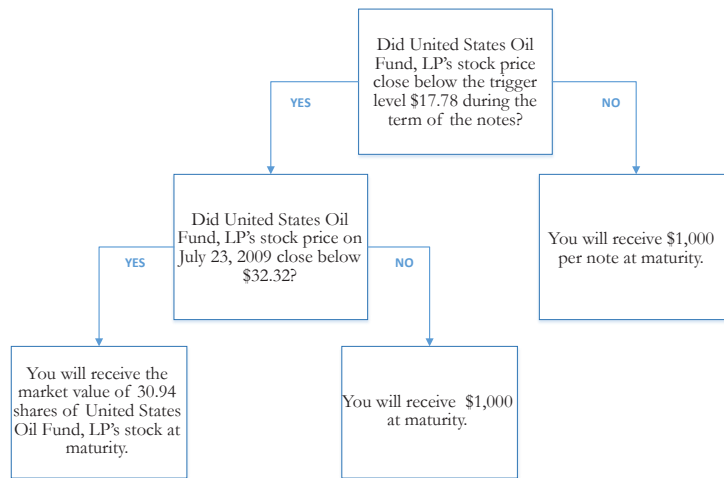 Did United States Oil
Fund, LP's stock price
close below the trigger
level $17.78 during the
term of the notes?
YES
NO
Did United States Oil
Fund, LP's stock price on
July 23, 2009 close below
$32.32?
You will receive $1,000
per note at maturity.
YES
NO
You will receive the
market value of 30.94
shares of United States
Oil Fund, LP's stock at
maturity.
You will receive  $1,000
at maturity.